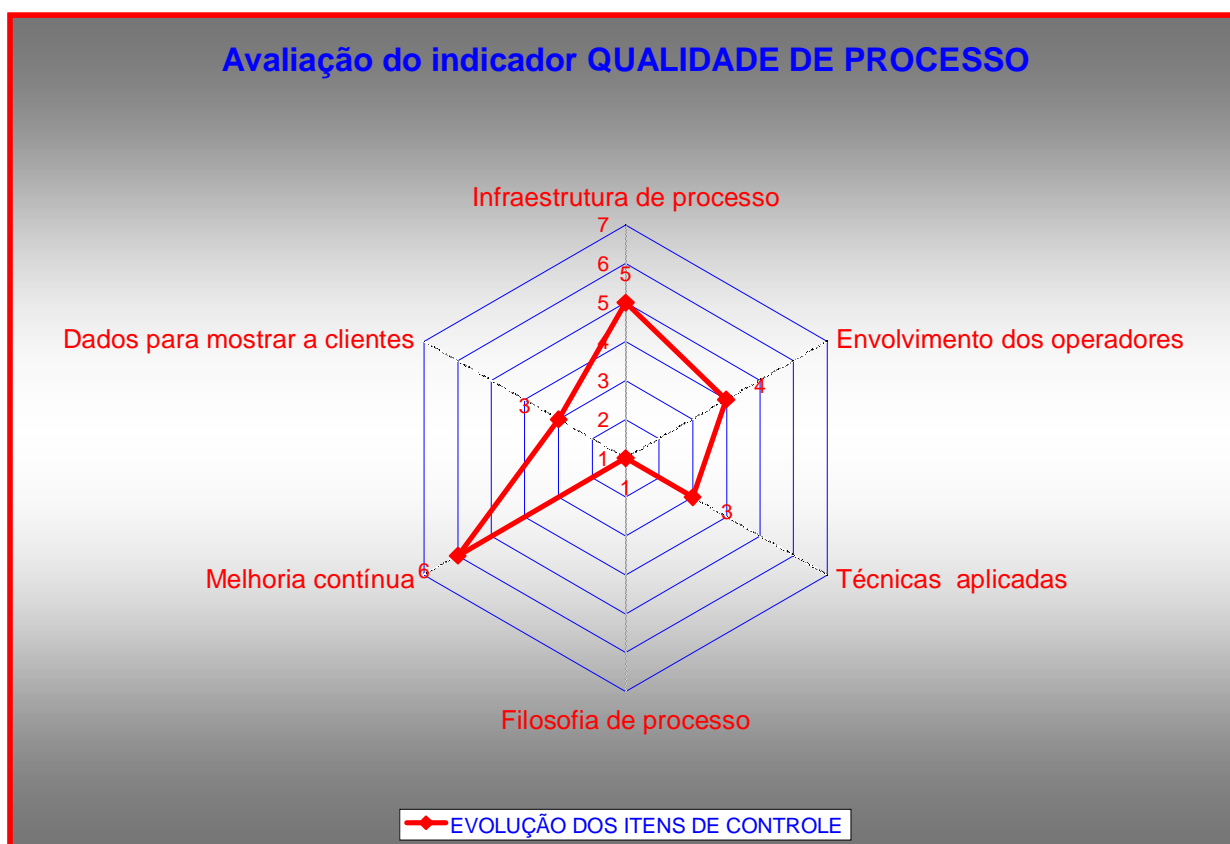 Avaliação do indicador QUALIDADE DE PROCESSO
Infraestrutura de processo
7
6
5
5
Dados para mostrar a clientes
Envolvimento dos operadores
4
4
3
3
2
1
1
3
Melhoria contínua
6
Técnicas aplicadas
Filosofia de processo
EVOLUÇÃO DOS ITENS DE CONTROLE